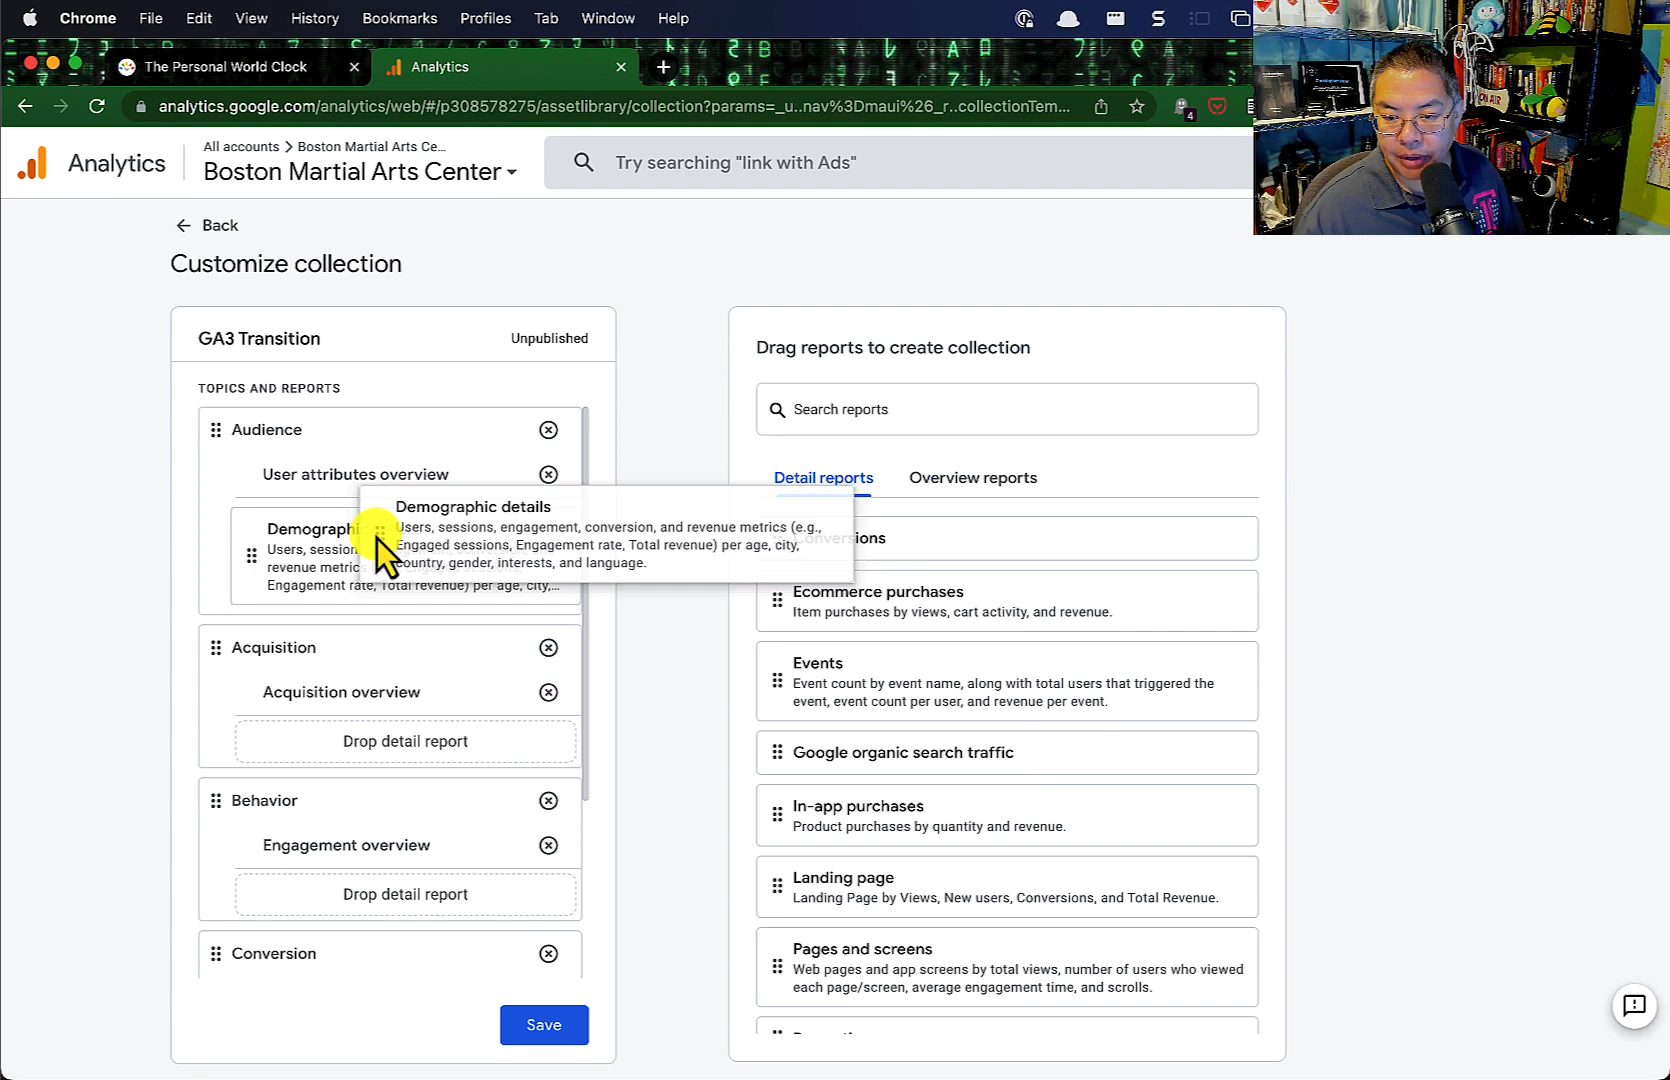 Chrome File Edit View History Bookmarks Profiles Tab Window Help
The Personal World Clock
Analytics
analytics.google.com/analytics/web/#/p308578275/assetlibrary/collection?params=_u..nav%3Dmaui%26_r..collectionTem...
4
ON AIR
Analytics
All accounts > Boston Martial Arts Ce...
Boston Martial Arts Center
Try searching "link with Ads"
Back
Customize collection
GA3 Transition
Unpublished
TOPICS AND REPORTS
Audience
User attributes overview
Demographi
Users, session
revenue metrics
Engagement rate, Total revenue) per age, city,...
Demographic details
Users, sessions, engagement, conversion, and revenue metrics (e.g.,
Engaged sessions, Engagement rate, Total revenue) per age, city,
country, gender, interests, and language.
Acquisition
Acquisition overview
Drop detail report
Behavior
Engagement overview
Drop detail report
Conversion
Save
Drag reports to create collection
Search reports
Detail reports
Overview reports
Conversions
Ecommerce purchases
Item purchases by views, cart activity, and revenue.
Events
Event count by event name, along with total users that triggered the
event, event count per user, and revenue per event.
Google organic search traffic
In-app purchases
Product purchases by quantity and revenue.
Landing page
Landing Page by Views, New users, Conversions, and Total Revenue.
Pages and screens
Web pages and app screens by total views, number of users who viewed
each page/screen, average engagement time, and scrolls.